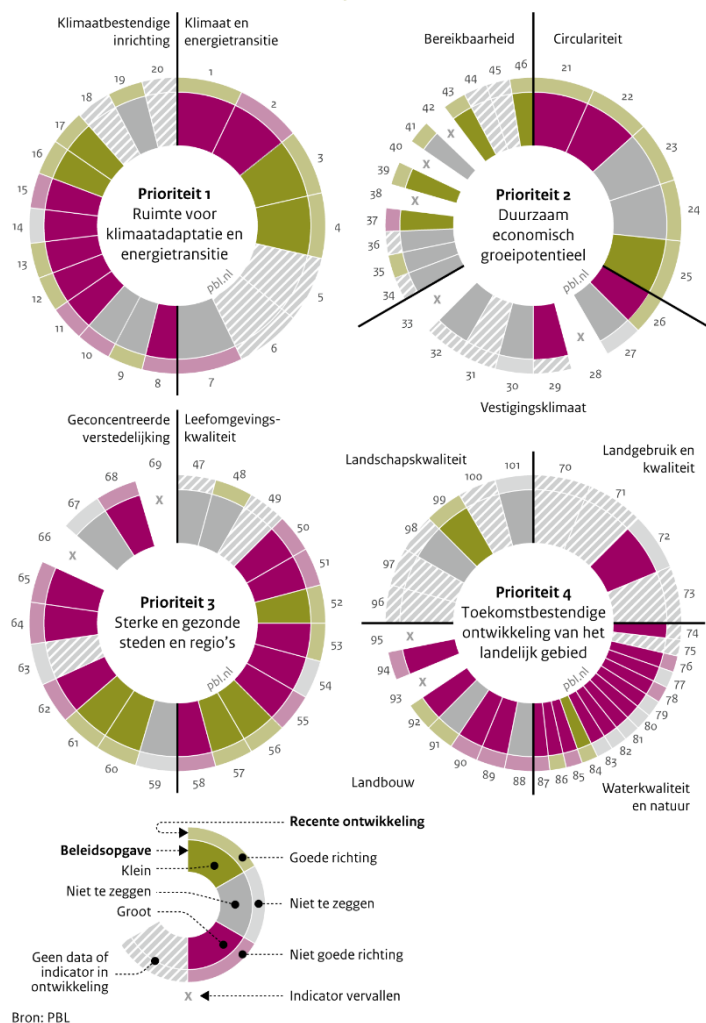 Klimaatbestendige
inrichting
Klimaat en
energietransitie
1
2
3
4
5
6
7
8
9
10
11
12
13
14
15
16
17
18
19
20
Prioriteit 1
Ruimte voor
klimaatadaptatie en
energietransitie
pbl.nl
Bereikbaarheid
Circulariteit
21
22
23
24
25
26
27
28
x
29
30
31
32
33
x
34
35
36
37
38
x
39
40
x
41
42
x
43
44
45
46
Prioriteit 2
Duurzaam
economisch
groeipotentieel
pbl.nl
Vestigingsklimaat
Geconcentreerde
verstedelijking
Leefomgevings-
kwaliteit
47
48
49
50
51
52
53
54
55
56
57
58
59
60
61
62
63
64
65
66
x
67
68
69
x
Prioriteit 3
Sterke en gezonde
steden en regio's
pbl.nl
Landschapskwaliteit
Landgebruik en
kwaliteit
70
71
72
73
74
75
76
77
78
79
80
81
82
83
84
85
86
87
88
89
90
91
92
93
x
94
95
x
96
97
98
99
100
101
Prioriteit 4
Toekomstbestendige
ontwikkeling van het
landelijk gebied
pbl.nl
Landbouw
Waterkwaliteit
en natuur
Recente ontwikkeling
Beleidsopgave
Klein
Niet te zeggen
Groot
Geen data of
indicator in
ontwikkeling
Goede richting
Niet te zeggen
Niet goede richting
x
Indicator vervallen
Bron: PBL